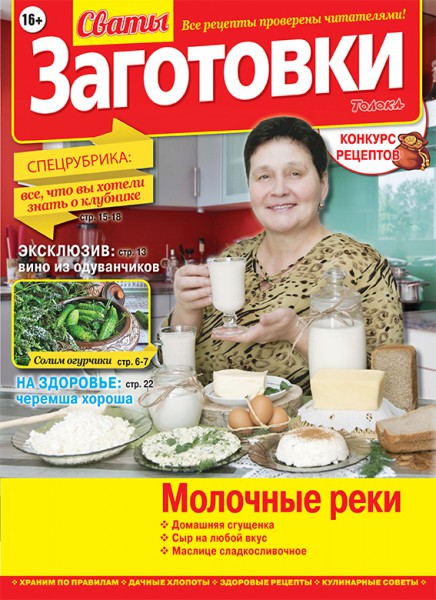 16+
Сваты
Все рецепты проверены читателями!
Заготовки
Толока
КОНКУРС
РЕЦЕПТОВ
СПЕЦРУБРИКА:
все, что вы хотели
знать о клубнике
стр. 15-18
ЭКСКЛЮЗИВ: стр. 13
вино из одуванчиков
Солим огурчики стр. 6-7
НА ЗДОРОВЬЕ: стр. 22
черемша хороша
Молочные реки
❖ Домашняя сгущенка
❖ Сыр на любой вкус
❖ Маслице сладкосливочное
❖ ХРАНИМ ПО ПРАВИЛАМ ❖ ДАЧНЫЕ ХЛОПОТЫ ❖ ЗДОРОВЫЕ РЕЦЕПТЫ ❖ КУЛИНАРНЫЕ СОВЕТЫ ❖